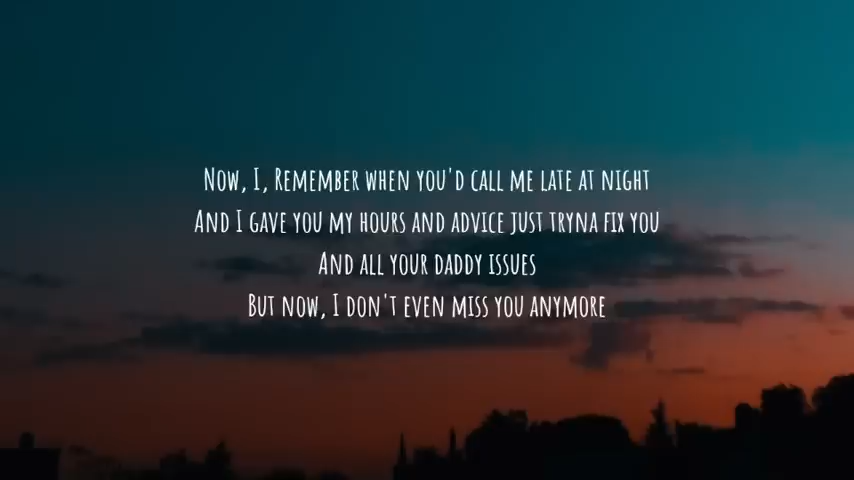 Now, I, Remember when you'd call me late at night
And I gave you my hours and advice just tryna fix you
And all your daddy issues
But now, I don't even miss you anymore